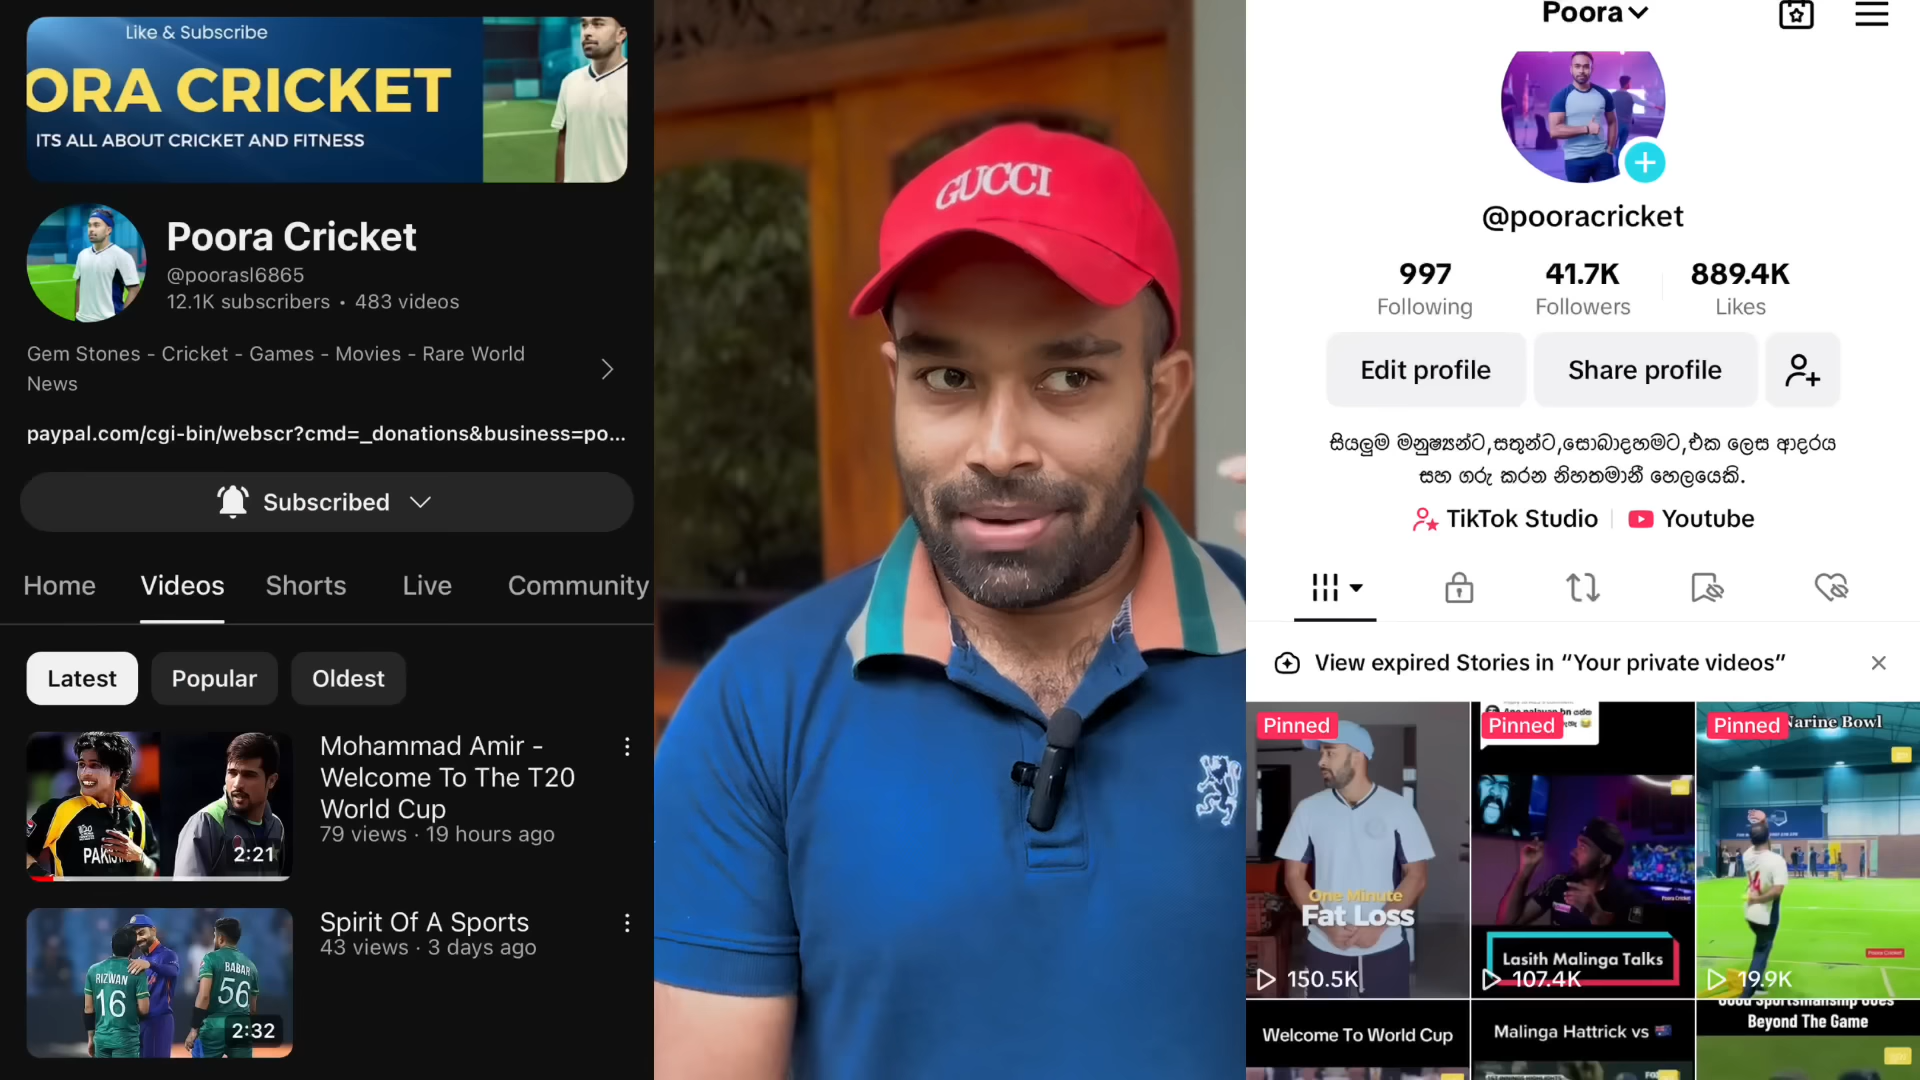 Like & Subscribe
ORA CRICKET
ITS ALL ABOUT CRICKET AND FITNESS
Poora Cricket
@poorasl6865
12.1K subscribers • 483 videos
Gem Stones - Cricket - Games - Movies - Rare World
News
paypal.com/cgi-bin/webscr?cmd=_donations&business=po...
Subscribed
Home Videos Shorts Live Community
Latest Popular Oldest
Mohammad Amir -
Welcome To The T20
World Cup
79 views · 19 hours ago
2:21
Spirit Of A Sports
43 views · 3 days ago
RIZWAN
16
BABAR
56
2:32
GUCCI
Poora
@pooracricket
997 41.7K 889.4K
Following Followers Likes
Edit profile Share profile
සියලුම මනුෂ්‍යන්ට,සතුන්ට,සොබාදහමට,එක ලෙස ආදරය
සහ ගරු කරන නිහතමානී හෙලයෙකි.
TikTok Studio Youtube
View expired Stories in “Your private videos”
Pinned
One Minute
Fat Loss
150.5K
Pinned
Lasith Malinga Talks
107.4K
Pinned
Narine Bowl
Poora Cricket
19.9K
Welcome To World Cup
Malinga Hattrick vs
Good Sportsmanship Goes
Beyond The Game